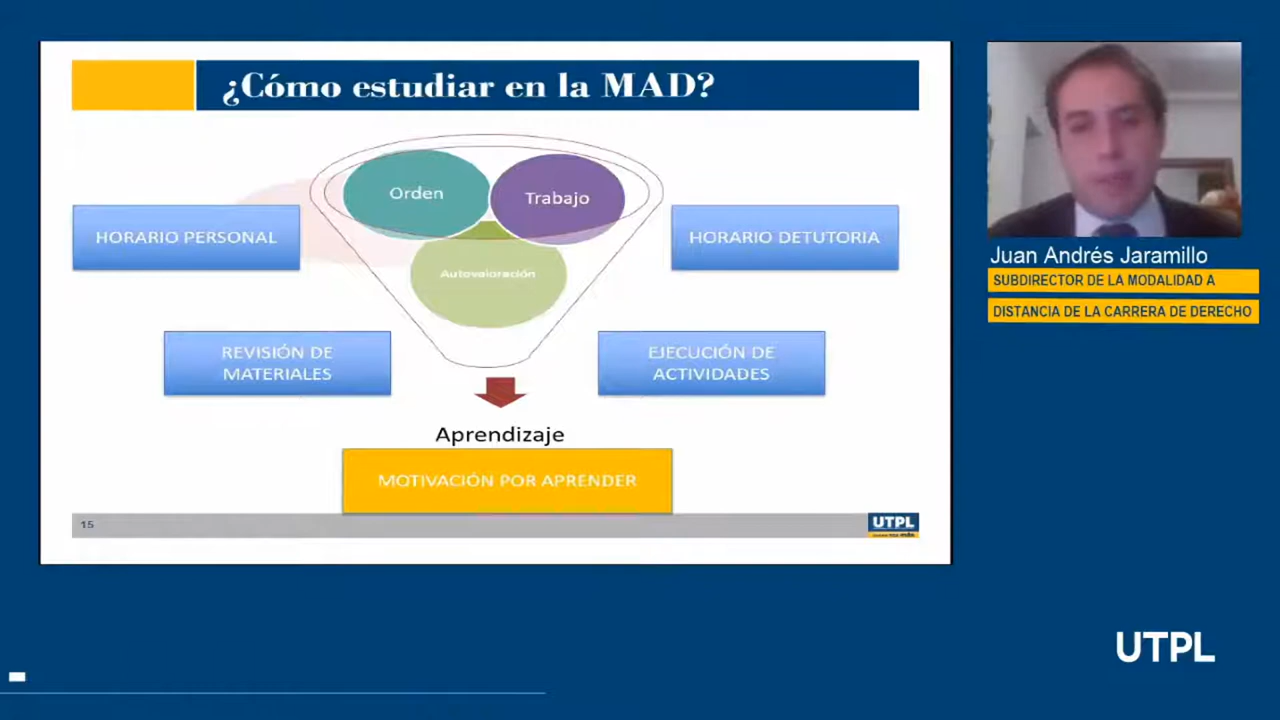 ¿Cómo estudiar en la MAD?
Orden
Trabajo
Autovaloración
HORARIO PERSONAL
HORARIO DETUTORIA
REVISIÓN DE
MATERIALES
EJECUCIÓN DE
ACTIVIDADES
Aprendizaje
MOTIVACIÓN POR APRENDER
15
UTPL
Juan Andrés Jaramillo
SUBDIRECTOR DE LA MODALIDAD A
DISTANCIA DE LA CARRERA DE DERECHO
UTPL